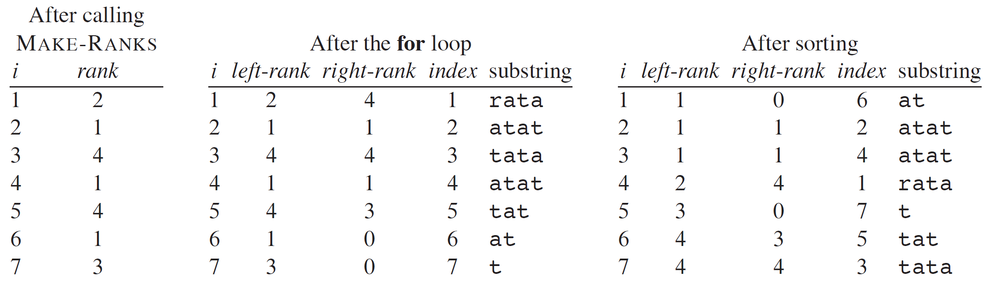 After calling
MAKE-RANKS After the for loop After sorting
i rank i left-rank right-rank index substring i left-rank right-rank index substring
1 2 1 2 4 1 rata 1 1 0 6 at
2 1 2 1 1 2 atat 2 1 1 2 atat
3 4 3 4 4 3 tata 3 1 1 4 atat
4 1 4 1 1 4 atat 4 2 4 1 rata
5 4 5 4 3 5 tat 5 3 0 7 t
6 1 6 1 0 6 at 6 4 3 5 tat
7 3 7 3 0 7 t 7 4 4 3 tata